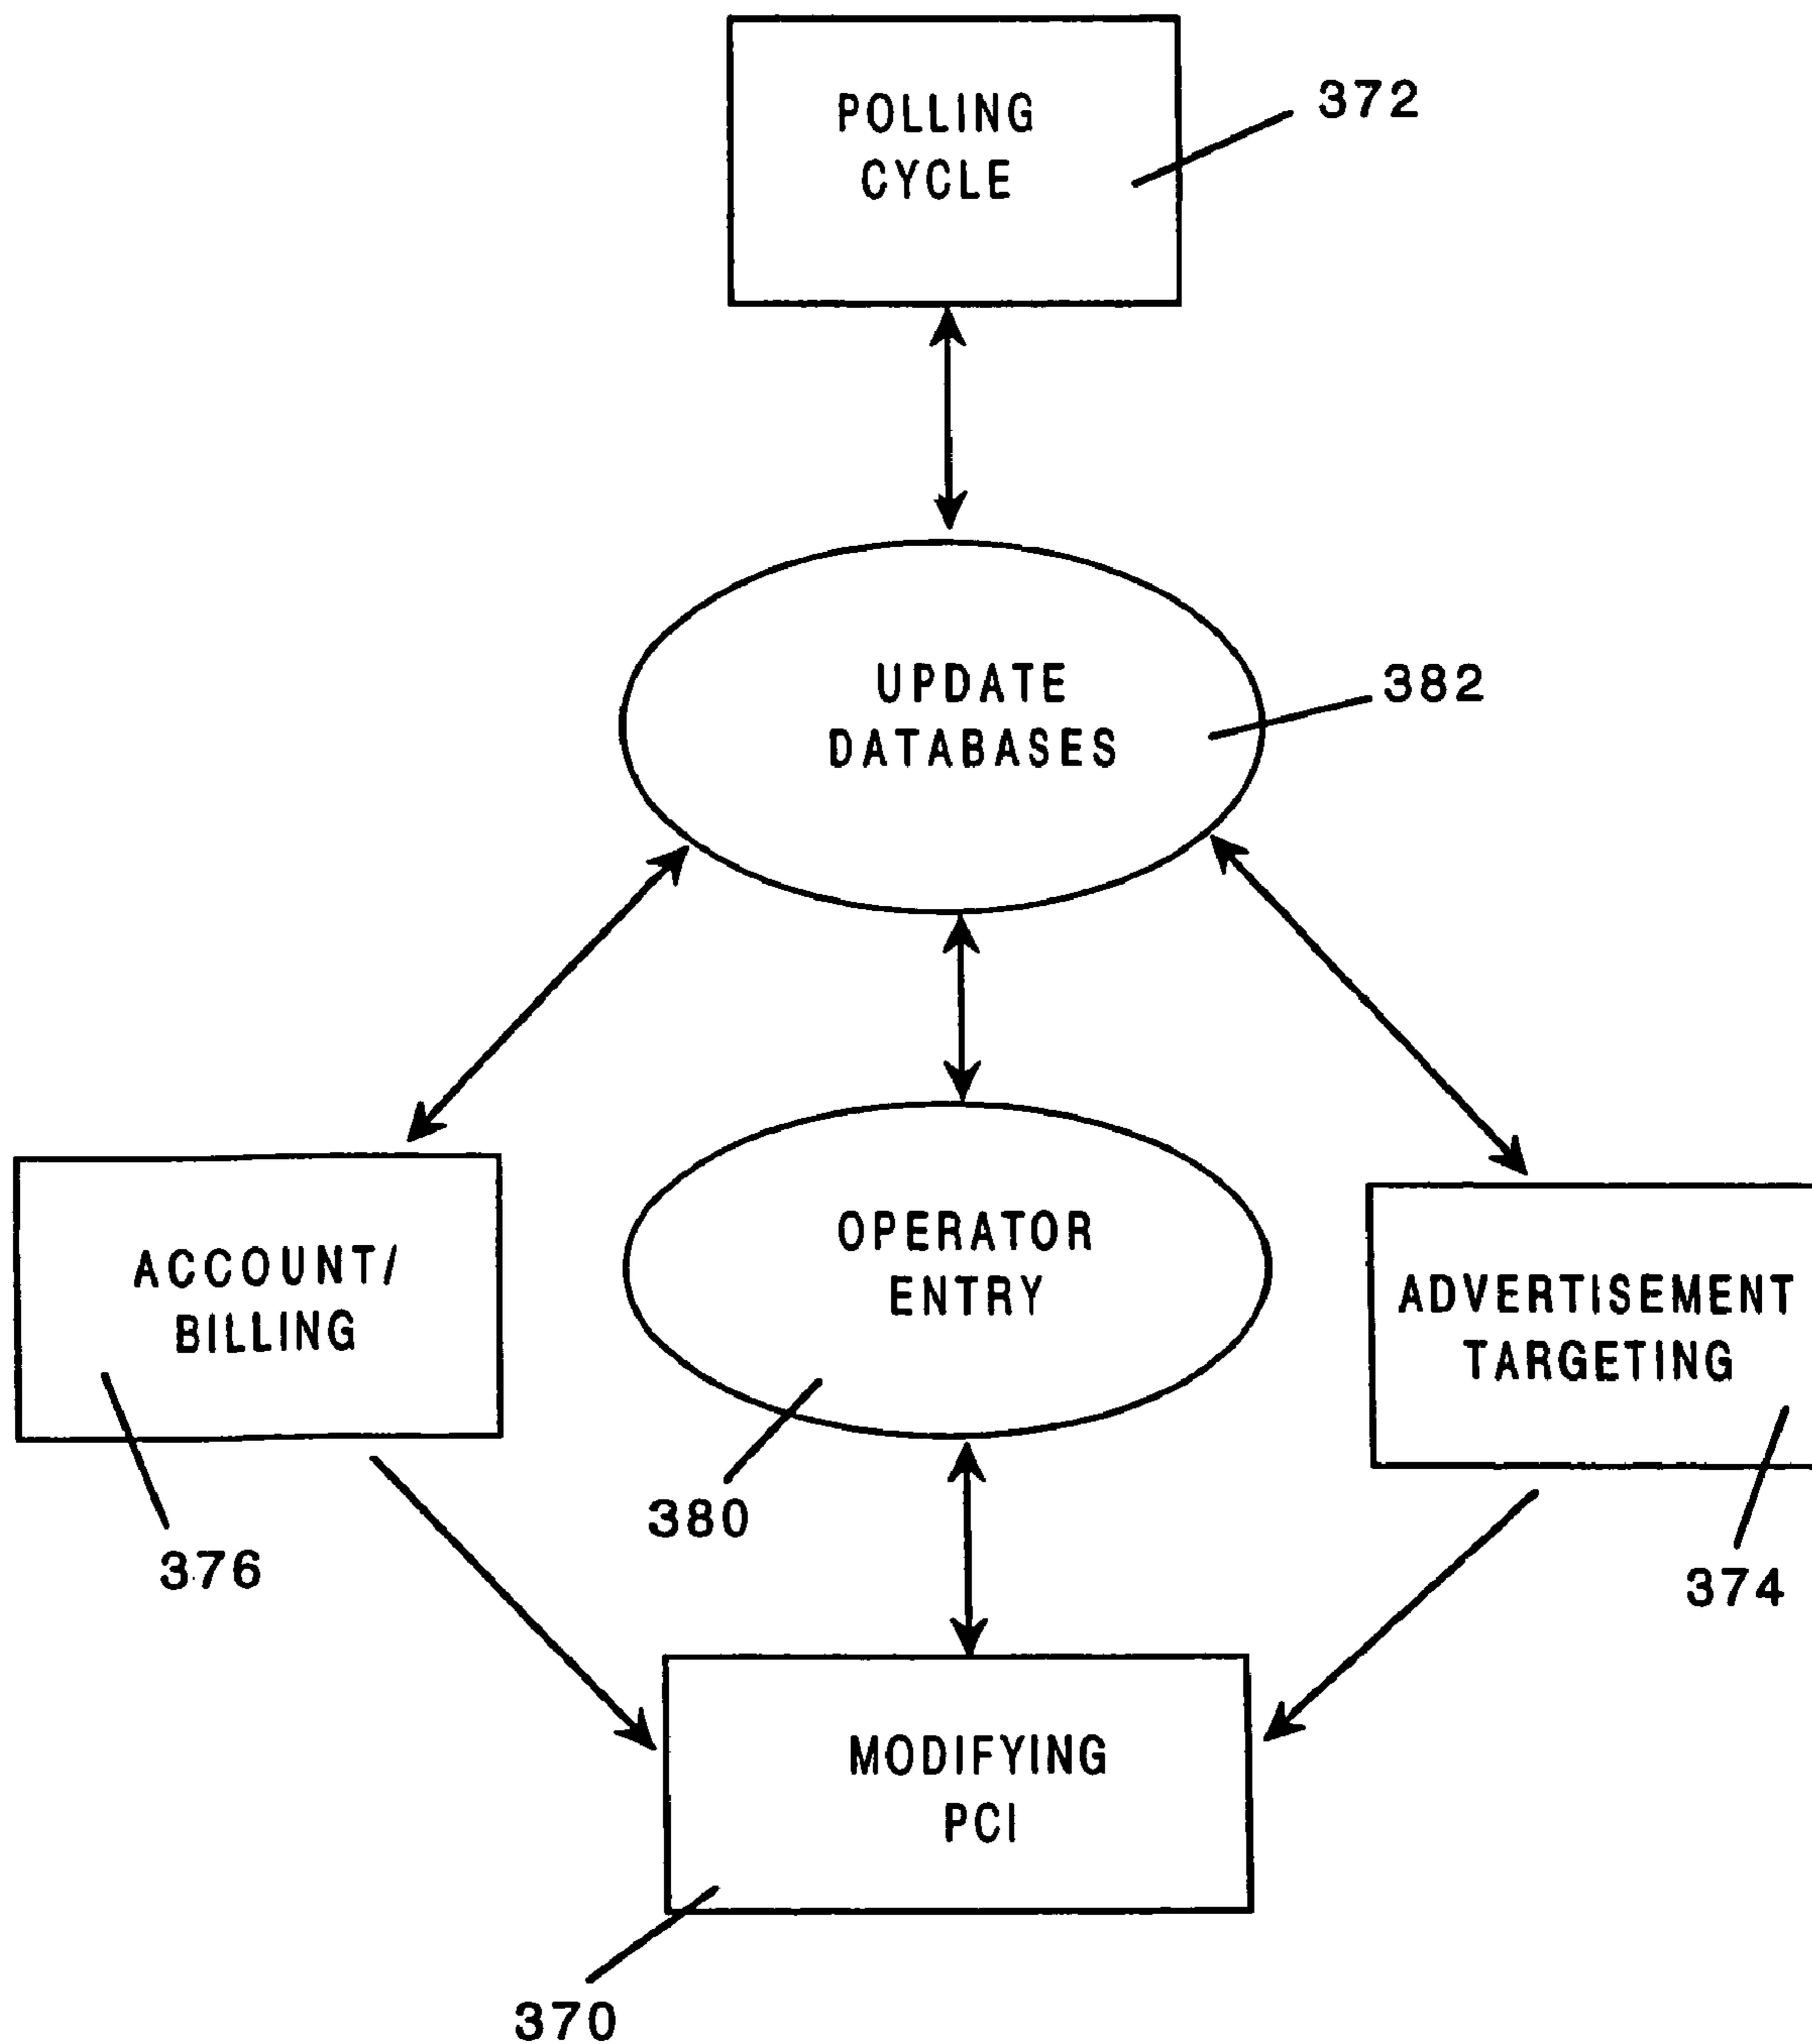 POLLING
CYCLE
372
UPDATE
DATABASES
382
ACCOUNT/
BILLING
376
OPERATOR
ENTRY
380
ADVERTISEMENT
TARGETING
374
MODIFYING
PCI
370